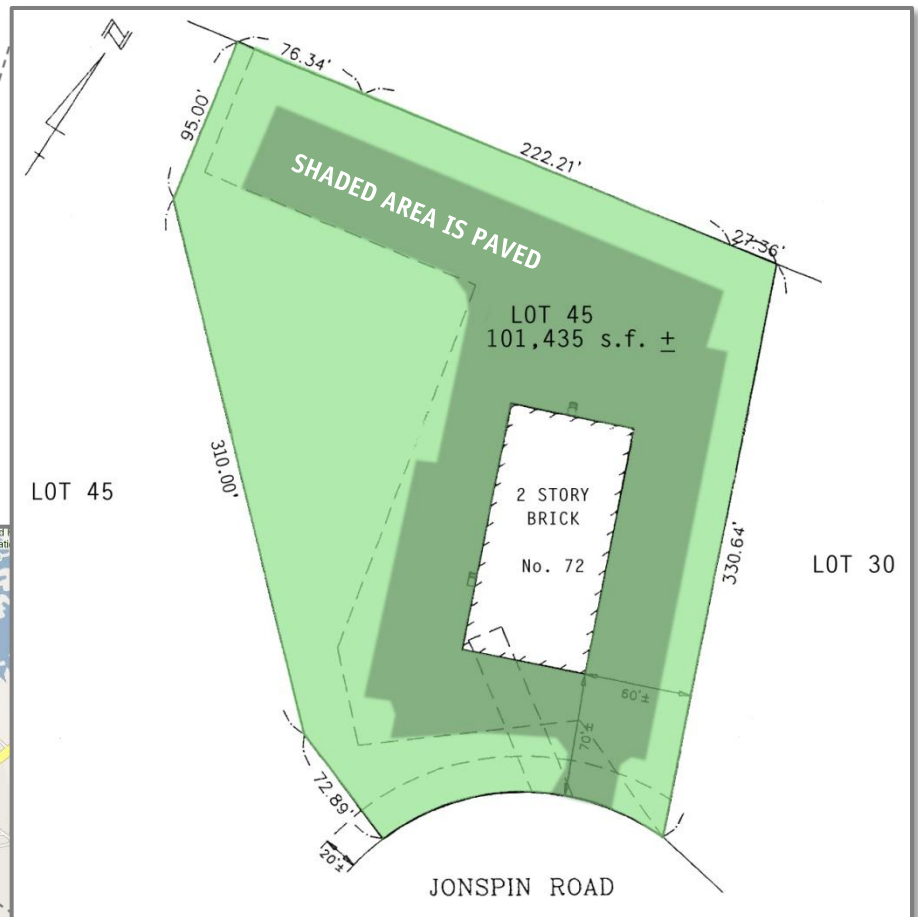 N
76.34'
95.00'
222.21'
27.36'
SHADED AREA IS PAVED
LOT 45
101,435 s.f. ±
310.00'
LOT 45
2 STORY
BRICK
No. 72
330.64'
LOT 30
60'±
70'±
72.89'
20'±
JONSPIN ROAD